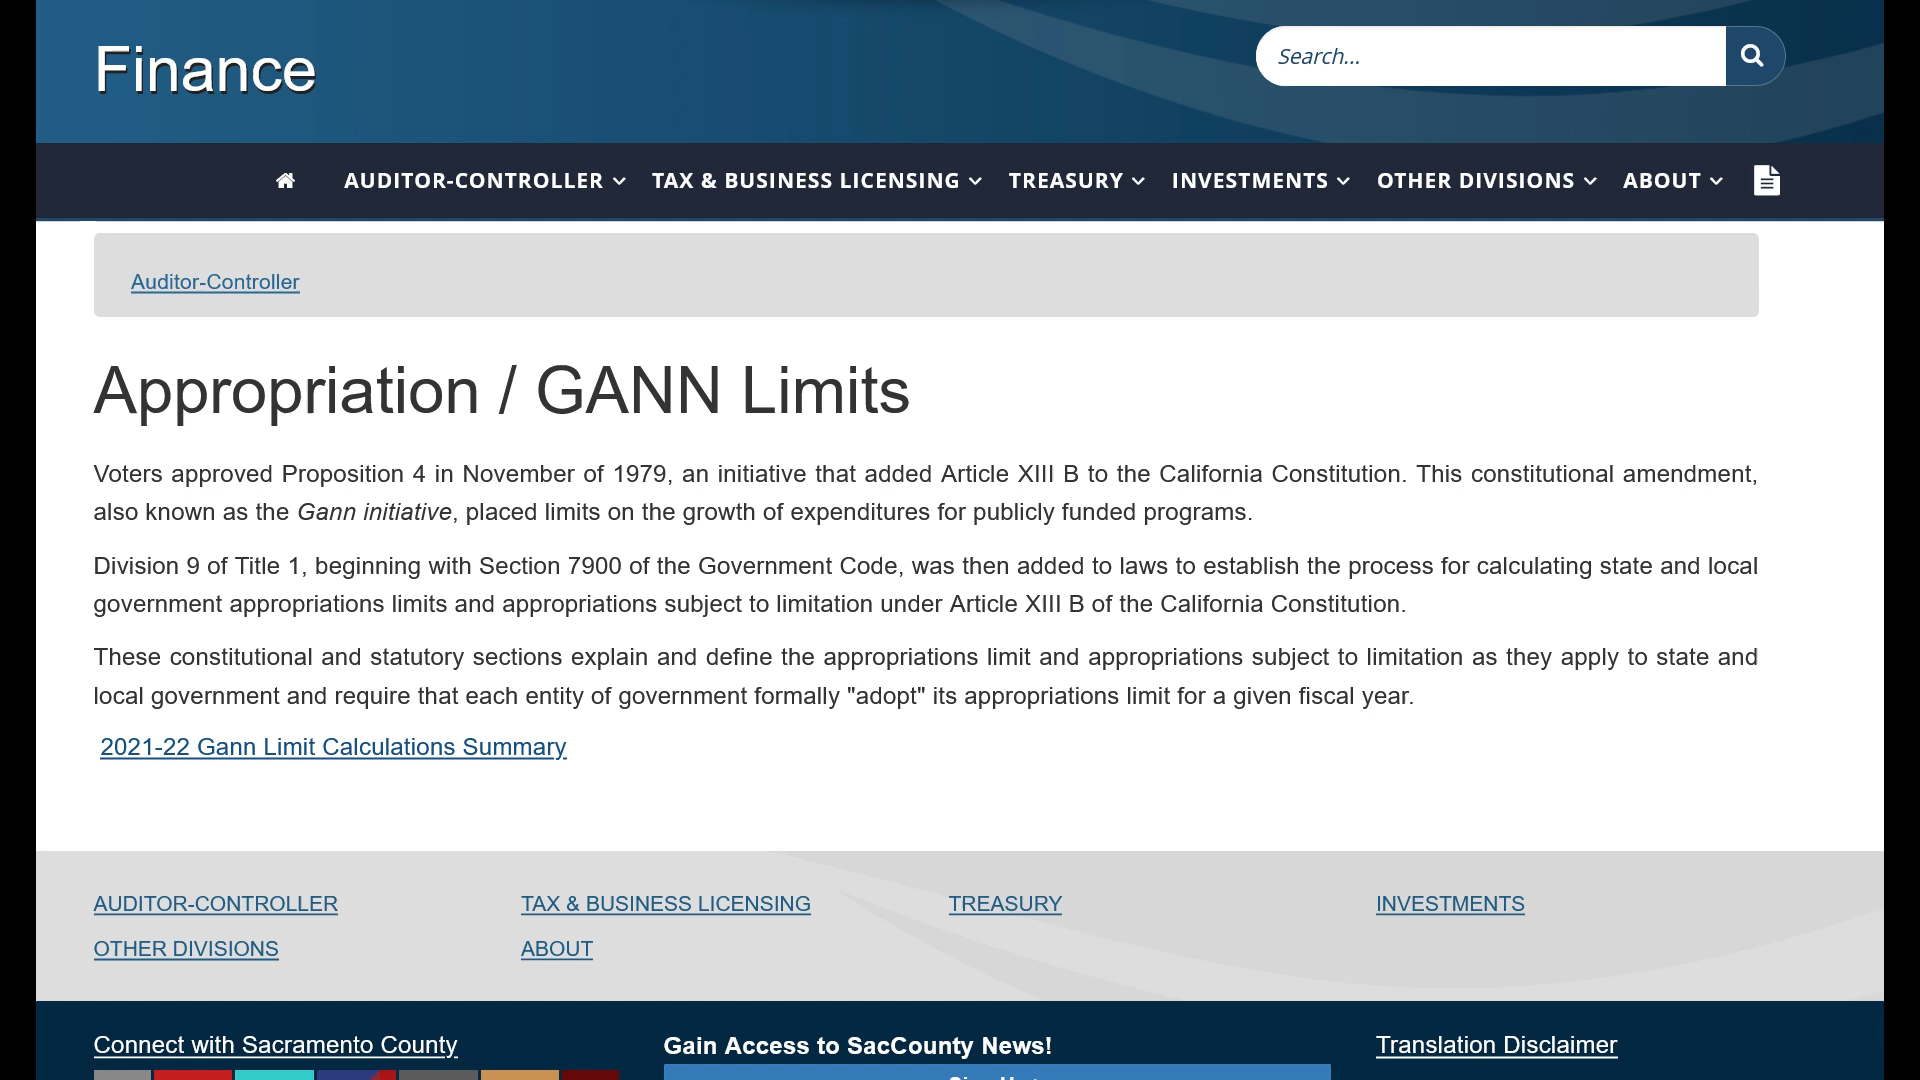 Finance
Search...
AUDITOR-CONTROLLER TAX & BUSINESS LICENSING TREASURY INVESTMENTS OTHER DIVISIONS ABOUT
Auditor-Controller
Appropriation / GANN Limits
Voters approved Proposition 4 in November of 1979, an initiative that added Article XIII B to the California Constitution. This constitutional amendment,
also known as the Gann initiative, placed limits on the growth of expenditures for publicly funded programs.
Division 9 of Title 1, beginning with Section 7900 of the Government Code, was then added to laws to establish the process for calculating state and local
government appropriations limits and appropriations subject to limitation under Article XIII B of the California Constitution.
These constitutional and statutory sections explain and define the appropriations limit and appropriations subject to limitation as they apply to state and
local government and require that each entity of government formally "adopt" its appropriations limit for a given fiscal year.
2021-22 Gann Limit Calculations Summary
AUDITOR-CONTROLLER TAX & BUSINESS LICENSING TREASURY INVESTMENTS
OTHER DIVISIONS ABOUT
Connect with Sacramento County Gain Access to SacCounty News! Translation Disclaimer